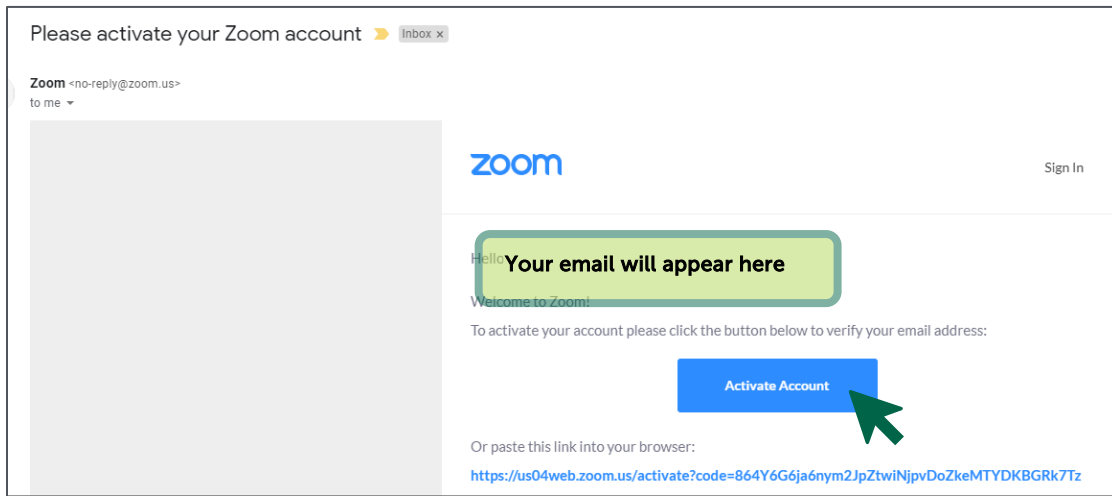 Please activate your Zoom account Inbox x
Zoom <no-reply@zoom.us>
to me
zoom
Sign In
Hello
Your email will appear here
Welcome to Zoom!
To activate your account please click the button below to verify your email address:
Activate Account
Or paste this link into your browser:
https://us04web.zoom.us/activate?code=864Y6G6ja6nym2JpZtwiNjpvDoZkeMTYDKBGRk7Tz